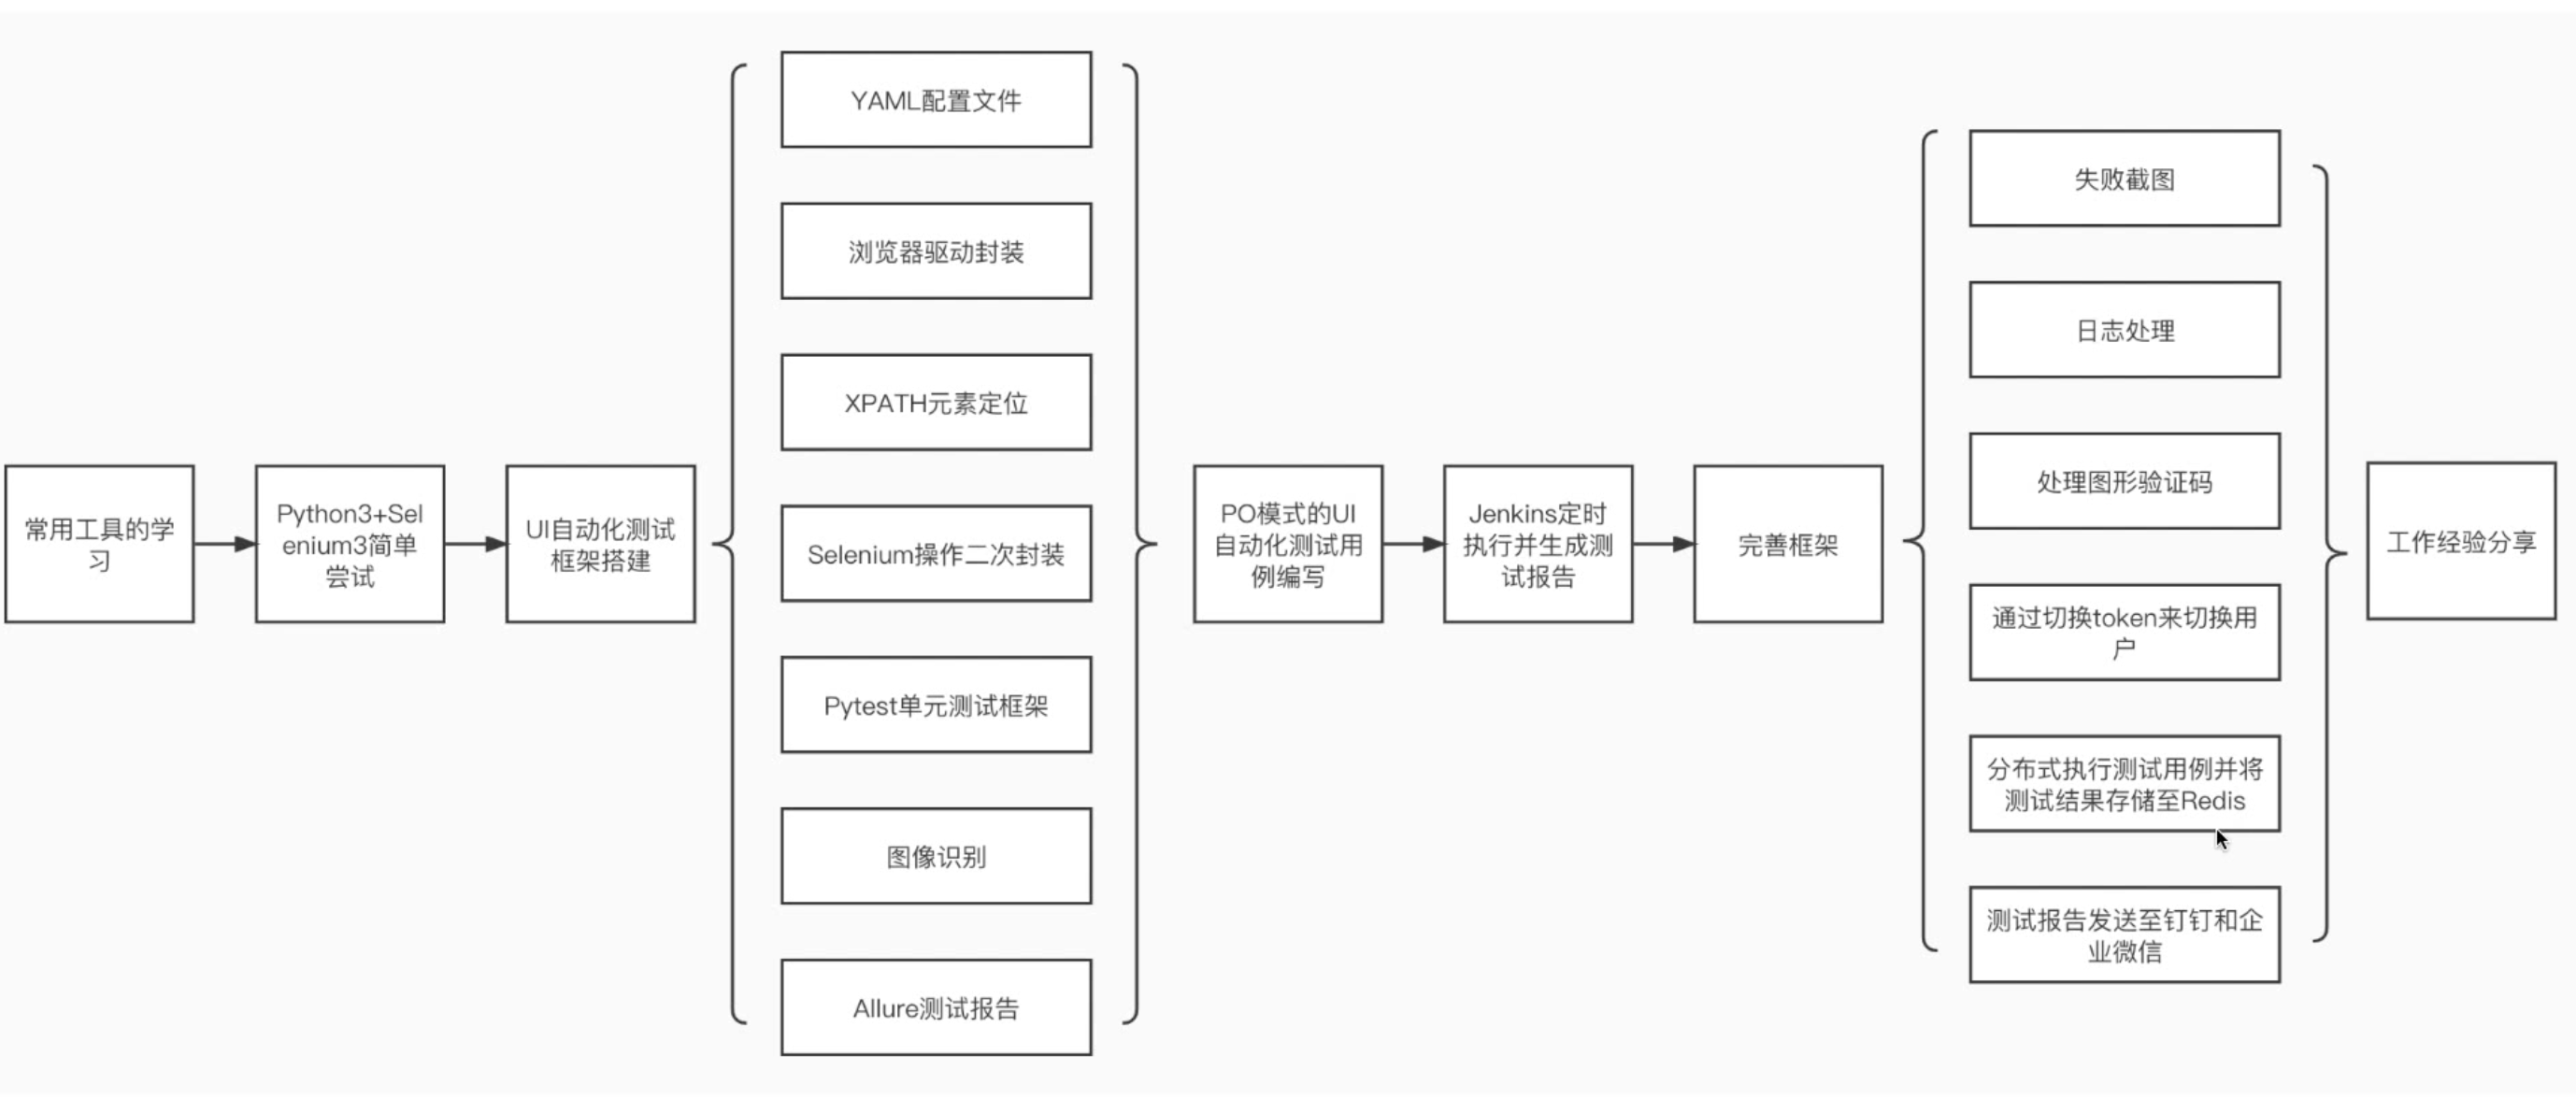 常用工具的学
习
Python3+Sel
enium3简单
尝试
UI自动化测试
框架搭建
YAML配置文件
浏览器驱动封装
XPATH元素定位
Selenium操作二次封装
Pytest单元测试框架
图像识别
Allure测试报告
PO模式的UI
自动化测试用
例编写
Jenkins定时
执行并生成测
试报告
完善框架
失败截图
日志处理
处理图形验证码
通过切换token来切换用
户
分布式执行测试用例并将
测试结果存储至Redis
测试报告发送至钉钉和企
业微信
工作经验分享